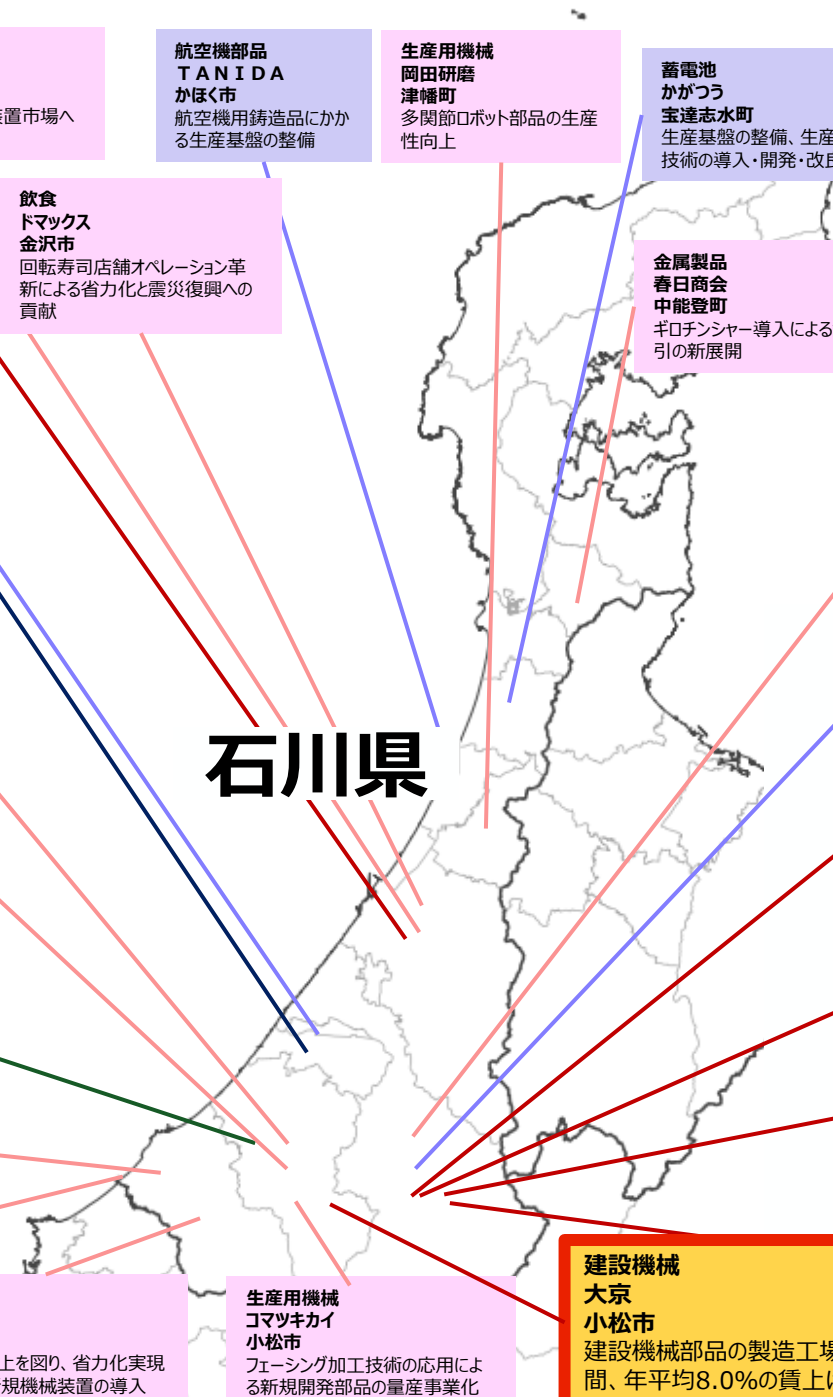 置市場へ
航空機部品
ＴＡＮＩＤＡ
かほく市
航空機用鋳造品にかか
る生産基盤の整備
生産用機械
岡田研磨
津幡町
多関節ロボット部品の生産
性向上
蓄電池
かがつう
宝達志水町
生産基盤の整備、生産
技術の導入・開発・改良
飲食
ドマックス
金沢市
回転寿司店舗オペレーション革
新による省力化と震災復興への
貢献
金属製品
春日商会
中能登町
ギロチンシャー導入による
引の新展開
石川県
上を図り、省力化実現
規機械装置の導入
生産用機械
コマツキカイ
小松市
フェーシング加工技術の応用によ
る新規開発部品の量産事業化
建設機械
大京
小松市
建設機械部品の製造工場
間、年平均8.0%の賃上げ